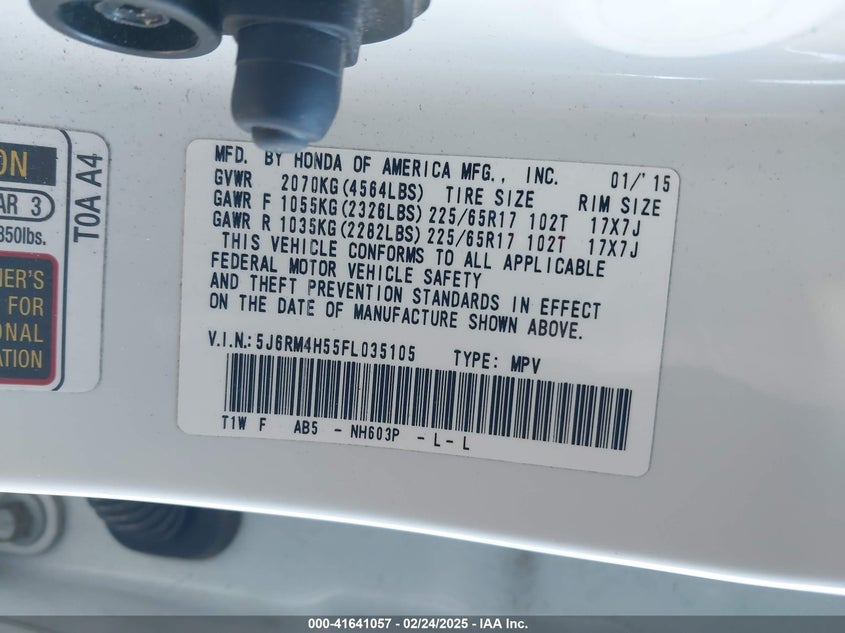 ON
AR 3
850lbs.
T0A A4
NER'S
FOR
ONAL
ATION
MFD. BY HONDA OF AMERICA MFG., INC. 01/'15
GVWR 2070KG(4564LBS) TIRE SIZE RIM SIZE
GAWR F 1055KG(2326LBS) 225/65R17 102T 17X7J
GAWR R 1035KG(2282LBS) 225/65R17 102T 17X7J
THIS VEHICLE CONFORMS TO ALL APPLICABLE
FEDERAL MOTOR VEHICLE SAFETY
AND THEFT PREVENTION STANDARDS IN EFFECT
ON THE DATE OF MANUFACTURE SHOWN ABOVE.
V.I.N.: 5J6RM4H55FL035105 TYPE: MPV
T1W F AB5 - NH603P - L - L
000-41641057 - 02/24/2025 - IAA Inc.